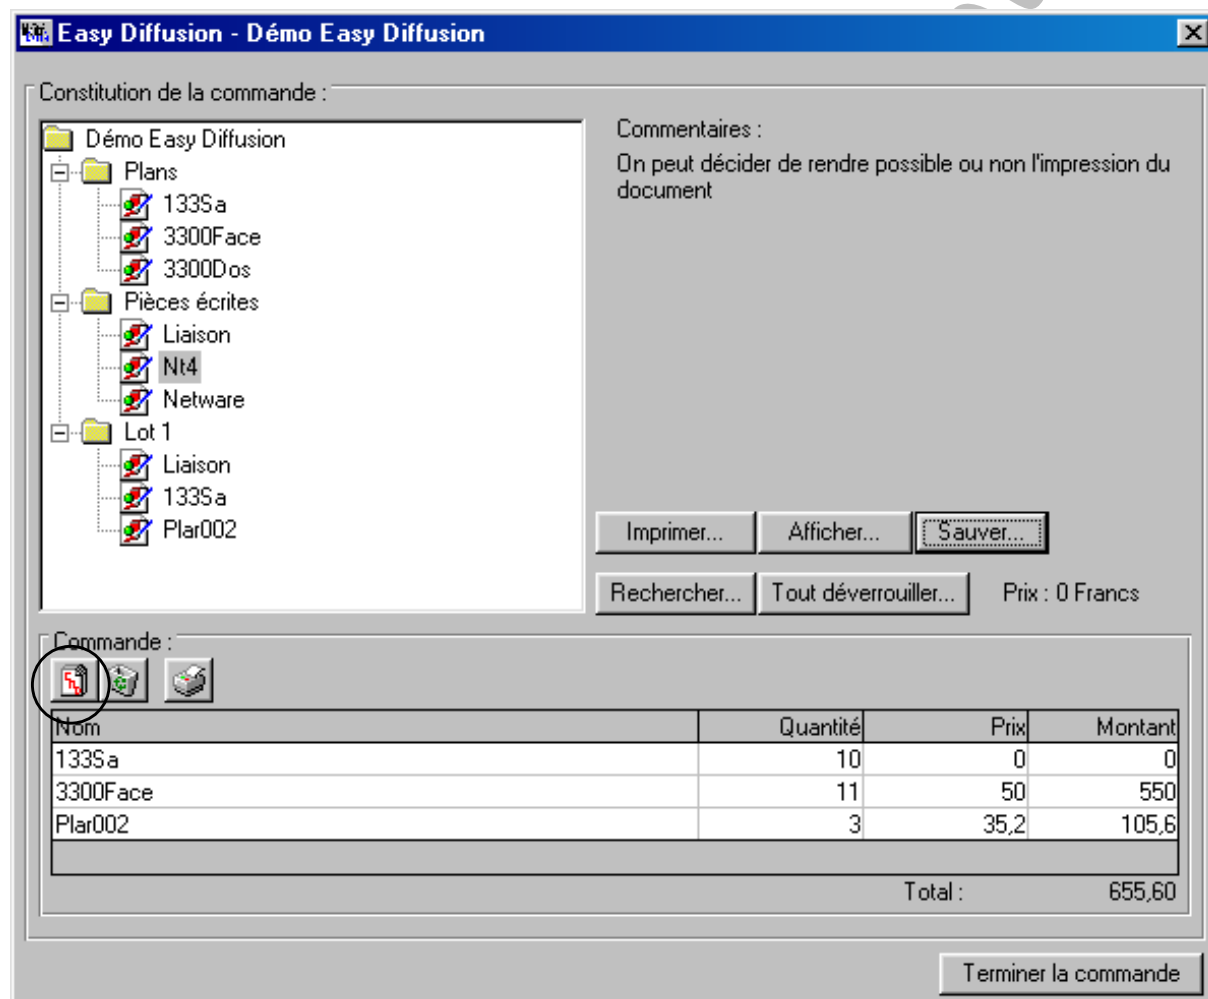 Easy Diffusion - Démo Easy Diffusion
Constitution de la commande :
Démo Easy Diffusion
Plans
133Sa
3300Face
3300Dos
Pièces écrites
Liaison
Nt4
Netware
Lot 1
Liaison
133Sa
Plar002
Commentaires :
On peut décider de rendre possible ou non l'impression du
document
Imprimer... Afficher... Sauver...
Rechercher... Tout déverrouiller... Prix : 0 Francs
Commande :
Nom Quantité Prix Montant
133Sa 10 0 0
3300Face 11 50 550
Plar002 3 35,2 105,6
Total : 655,60
Terminer la commande